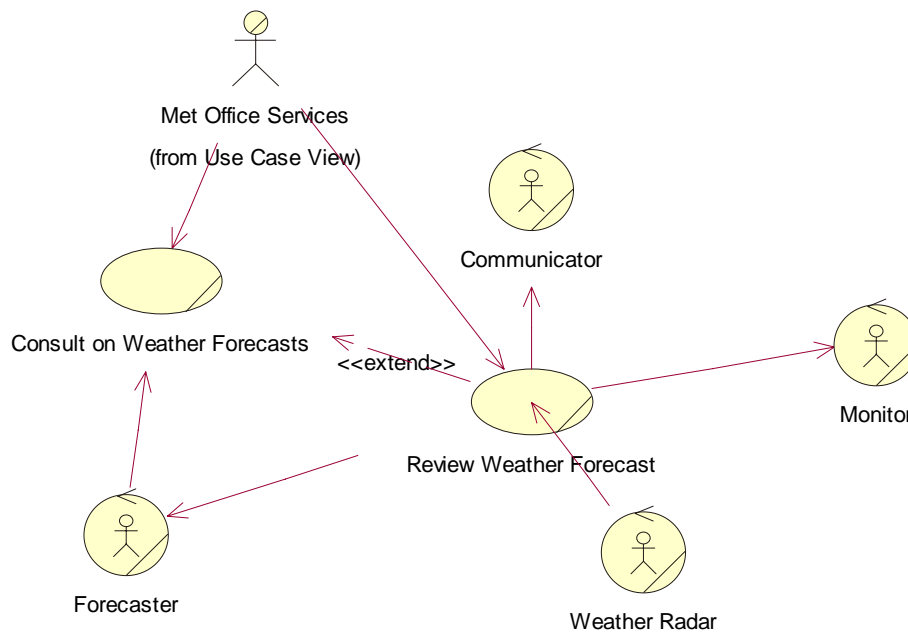 Met Office Services
(from Use Case View)
Communicator
Consult on Weather Forecasts
<<extend>>
Monitor
Review Weather Forecast
Forecaster
Weather Radar